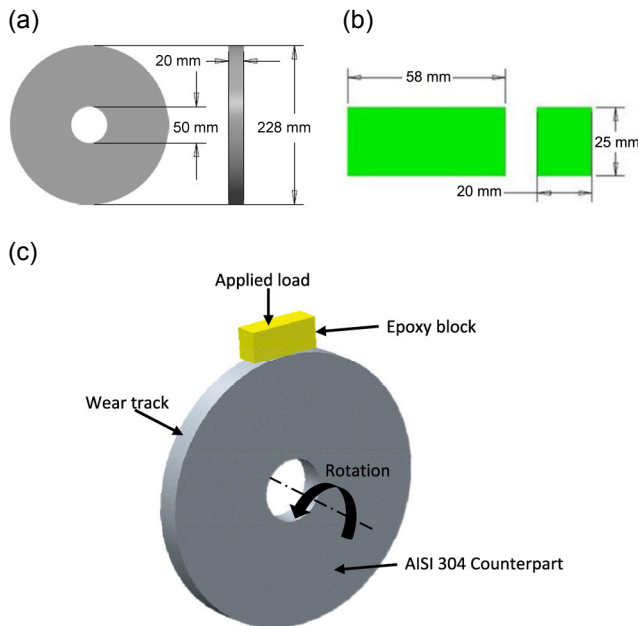 (a)
20 mm
50 mm
228 mm
(b)
58 mm
25 mm
20 mm
(c)
Applied load
Epoxy block
Wear track
Rotation
AISI 304 Counterpart